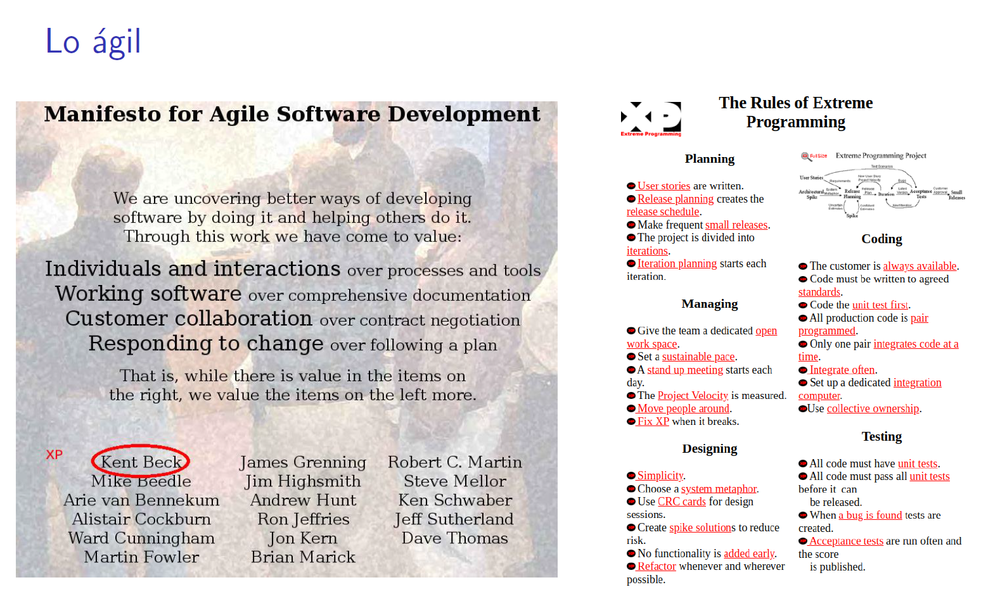 Lo ágil
Manifesto for Agile Software Development
We are uncovering better ways of developing
software by doing it and helping others do it.
Through this work we have come to value:
Individuals and interactions over processes and tools
Working software over comprehensive documentation
Customer collaboration over contract negotiation
Responding to change over following a plan
That is, while there is value in the items on
the right, we value the items on the left more.
XP
Kent Beck
Mike Beedle
Arie van Bennekum
Alistair Cockburn
Ward Cunningham
Martin Fowler
James Grenning
Jim Highsmith
Andrew Hunt
Ron Jeffries
Jon Kern
Brian Marick
Robert C. Martin
Steve Mellor
Ken Schwaber
Jeff Sutherland
Dave Thomas
XP
Extreme Programming
The Rules of Extreme
Programming
Planning
User stories are written.
Release planning creates the
release schedule.
Make frequent small releases.
The project is divided into
iterations.
Iteration planning starts each
iteration.
Managing
Give the team a dedicated open
work space.
Set a sustainable pace.
A stand up meeting starts each
day.
The Project Velocity is measured.
Move people around.
Fix XP when it breaks.
Designing
Simplicity.
Choose a system metaphor.
Use CRC cards for design
sessions.
Create spike solutions to reduce
risk.
No functionality is added early.
Refactor whenever and wherever
possible.
Full Size
Extreme Programming Project
Test Scenarios
User Stories
Requirements
New User Story
Project Velocity
Bugs
Architectural
Spike
System
Metaphor
Release
Planning
Release
Plan
Iteration
Latest
Version
Acceptance
Tests
Customer
Approval
Small
Releases
Uncertain
Estimates
Confident
Estimates
Next Iteration
Spike
Coding
The customer is always available.
Code must be written to agreed
standards.
Code the unit test first.
All production code is pair
programmed.
Only one pair integrates code at a
time.
Integrate often.
Set up a dedicated integration
computer.
Use collective ownership.
Testing
All code must have unit tests.
All code must pass all unit tests
before it can
be released.
When a bug is found tests are
created.
Acceptance tests are run often and
the score
is published.